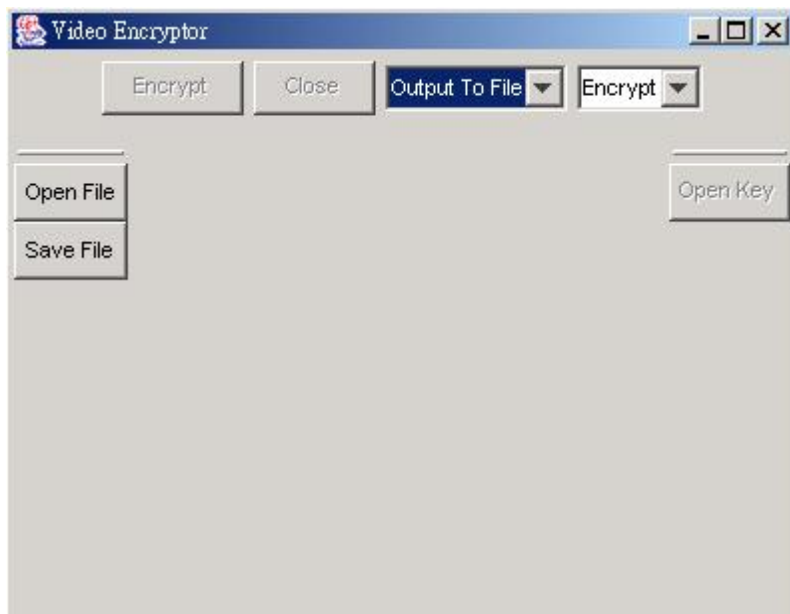 Video Encryptor
Encrypt Close Output To File Encrypt
Open File Open Key
Save File